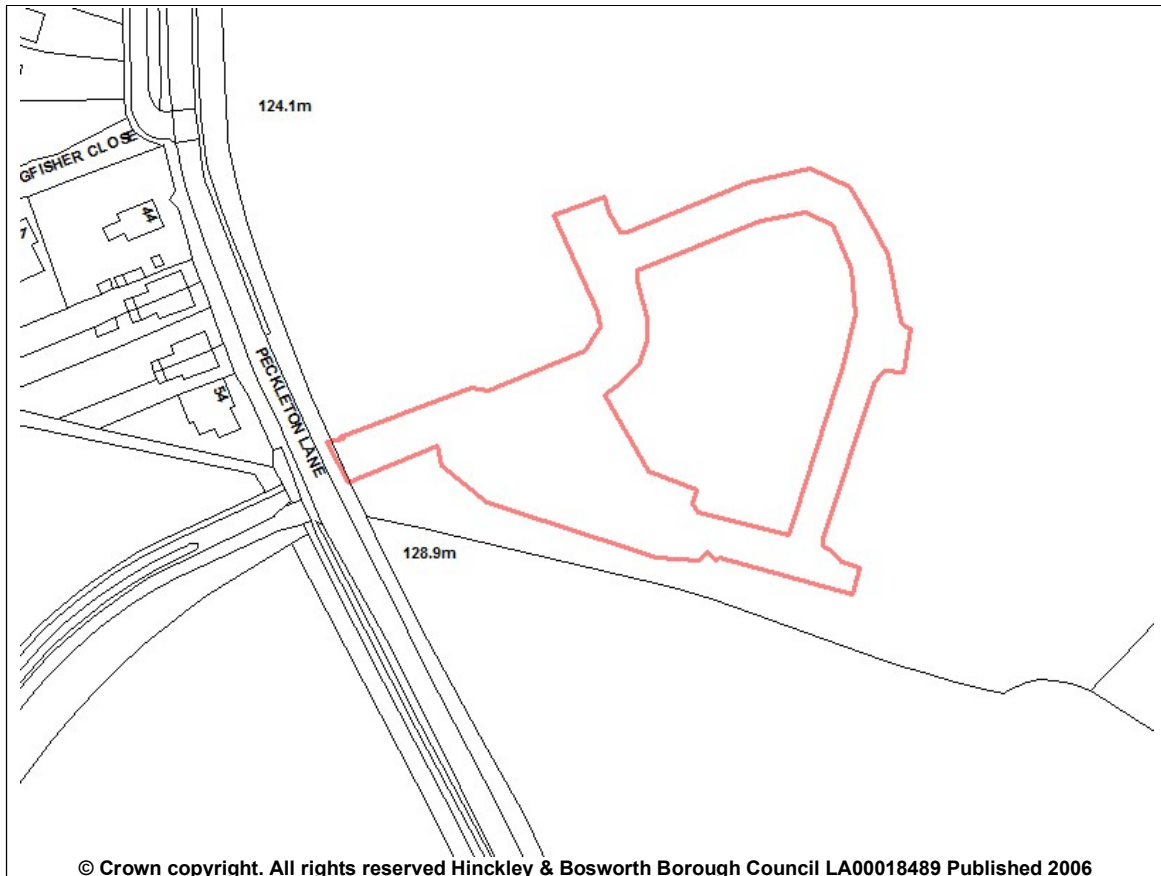 124.1m
GFISHER CLOSE
44
7
PECKLETON LANE
54
128.9m
© Crown copyright. All rights reserved Hinckley & Bosworth Borough Council LA00018489 Published 2006